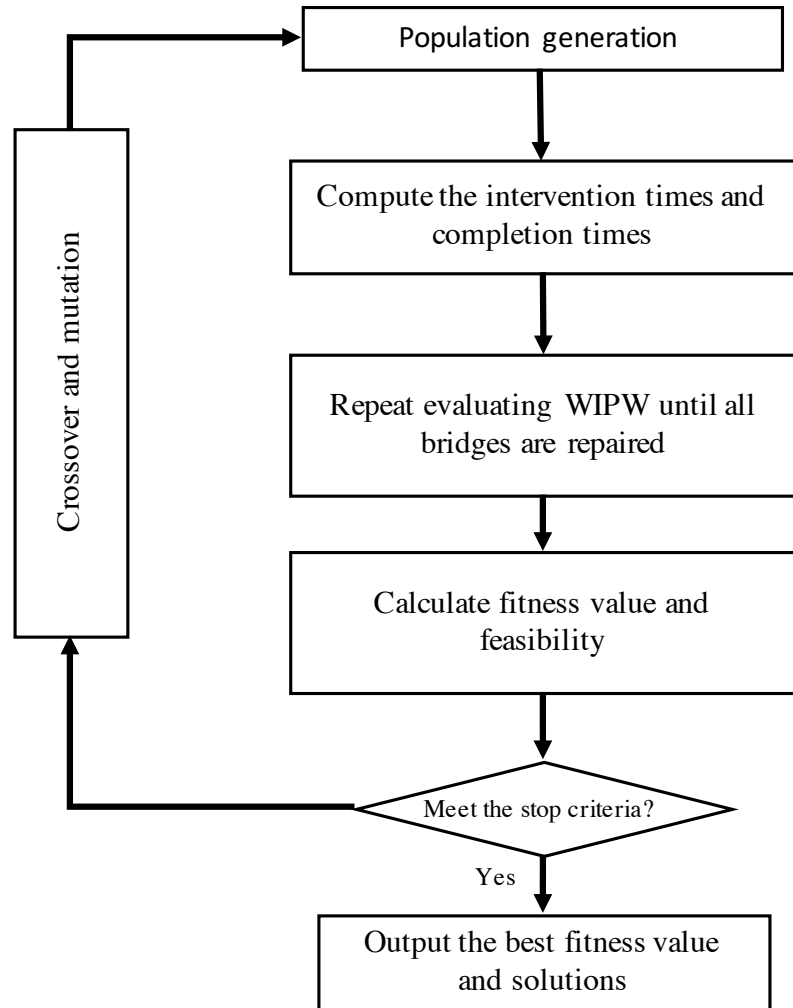 Population generation
Compute the intervention times and
completion times
Crossover and mutation
Repeat evaluating WIPW until all
bridges are repaired
Calculate fitness value and
feasibility
Meet the stop criteria?
Yes
Output the best fitness value
and solutions